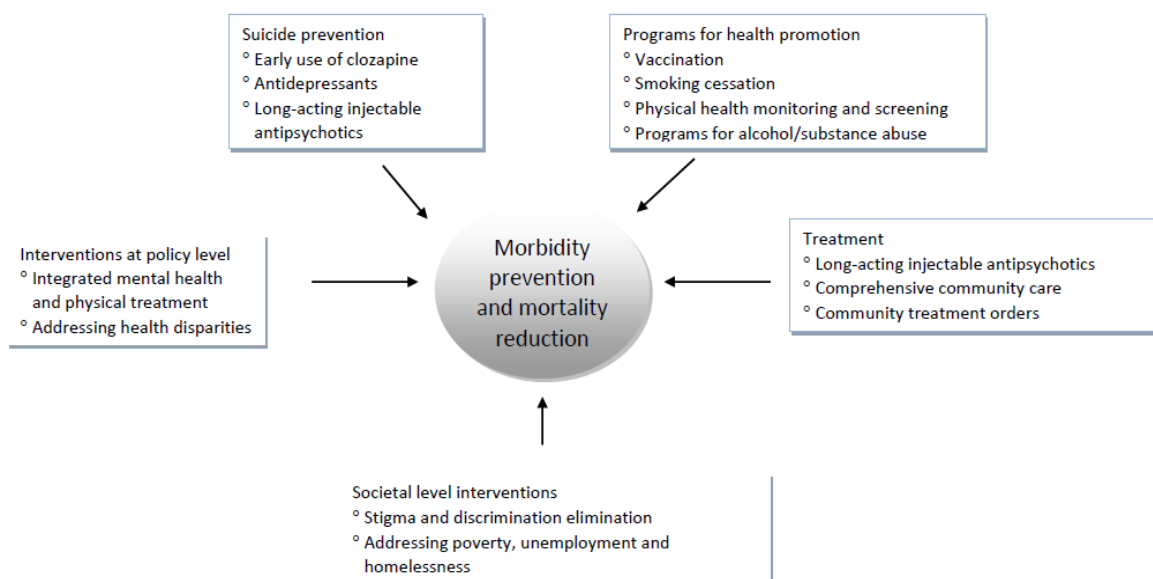 Suicide prevention
° Early use of clozapine
° Antidepressants
° Long-acting injectable
antipsychotics
Programs for health promotion
° Vaccination
° Smoking cessation
° Physical health monitoring and screening
° Programs for alcohol/substance abuse
Interventions at policy level
° Integrated mental health
and physical treatment
° Addressing health disparities
Morbidity
prevention
and mortality
reduction
Treatment
° Long-acting injectable antipsychotics
° Comprehensive community care
° Community treatment orders
Societal level interventions
° Stigma and discrimination elimination
° Addressing poverty, unemployment and
homelessness